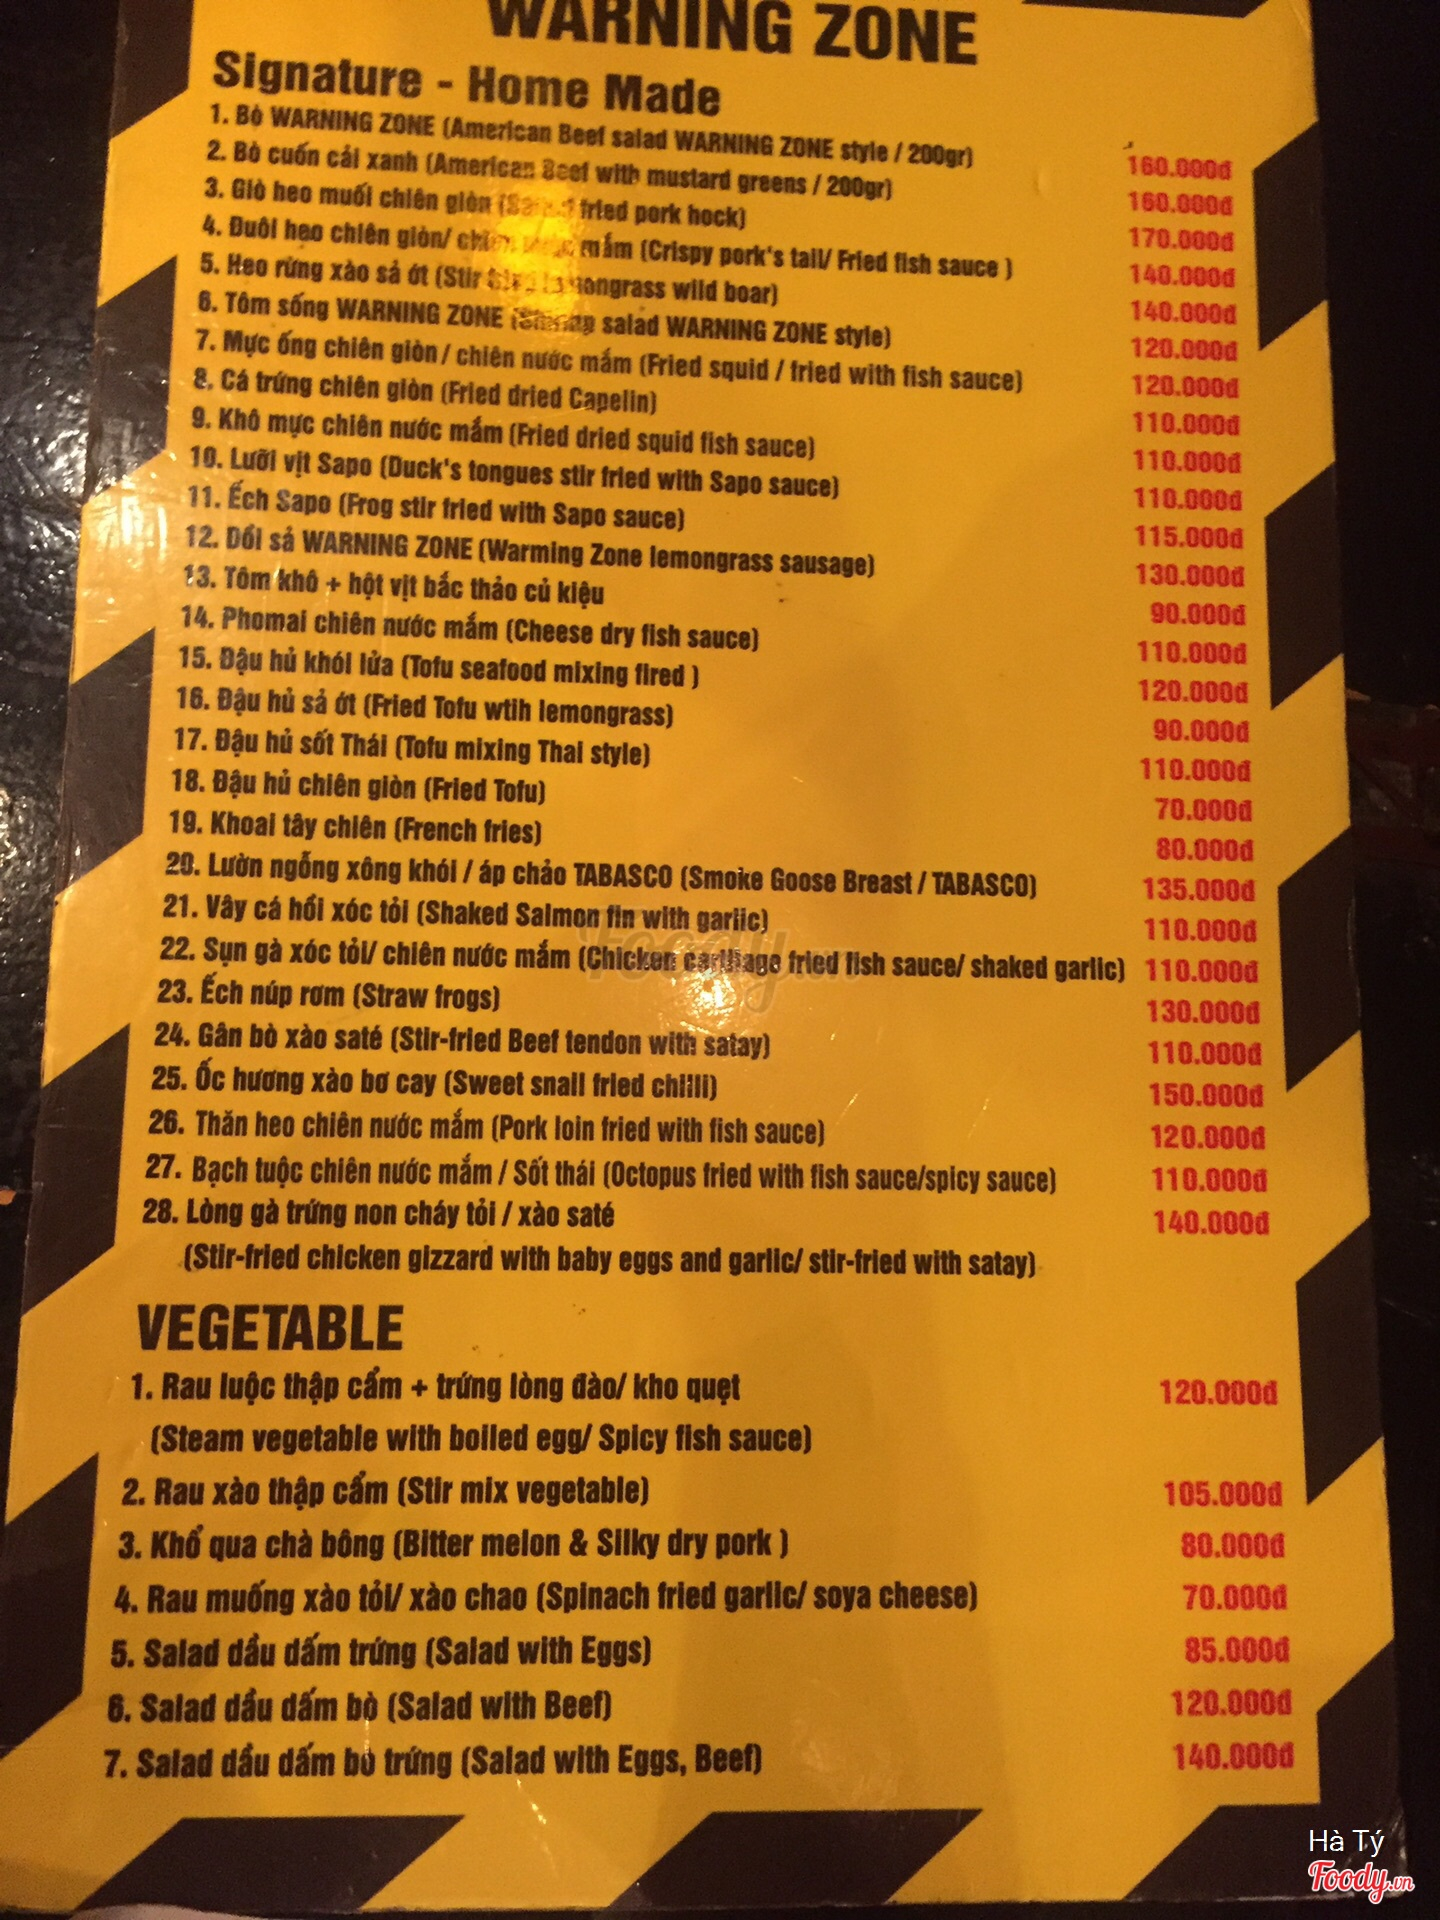 WARNING ZONE
Signature - Home Made
1. Bò WARNING ZONE (American Beef salad WARNING ZONE style / 200gr) 160.000đ
2. Bò cuốn cải xanh (American Beef with mustard greens / 200gr) 160.000đ
3. Giò heo muối chiên giòn fried pork hock) 170.000đ
4. Đuôi heo chiên giòn/ mắm (Crispy pork's tail/ Fried fish sauce ) 140.000đ
5. Heo rừng xào sả ớt (Stir wild boar) 140.000đ
6. Tôm sống WARNING ZONE (Shrimp salad WARNING ZONE style) 120.000đ
7. Mực ống chiên giòn / chiên nước mắm (Fried squid / fried with fish sauce) 120.000đ
8. Cá trứng chiên giòn (Fried dried Capelin) 110.000đ
9. Khô mực chiên nước mắm (Fried dried squid fish sauce) 110.000đ
10. Lưỡi vịt Sapo (Duck's tongues stir fried with Sapo sauce) 110.000đ
11. Ếch Sapo (Frog stir fried with Sapo sauce) 115.000đ
12. Dồi sả WARNING ZONE (Warming Zone lemongrass sausage) 130.000đ
13. Tôm khô + hột vịt bắc thảo củ kiệu 90.000đ
14. Phomai chiên nước mắm (Cheese dry fish sauce) 110.000đ
15. Đậu hủ khói lửa (Tofu seafood mixing fired ) 120.000đ
16. Đậu hủ sả ớt (Fried Tofu wtih lemongrass) 90.000đ
17. Đậu hủ sốt Thái (Tofu mixing Thai style) 110.000đ
18. Đậu hủ chiên giòn (Fried Tofu) 70.000đ
19. Khoai tây chiên (French fries) 80.000đ
20. Lườn ngỗng xông khói / áp chảo TABASCO (Smoke Goose Breast / TABASCO) 135.000đ
21. Vây cá hồi xóc tỏi (Shaked Salmon fin with garlic) 110.000đ
22. Sụn gà xóc tỏi/ chiên nước mắm (Chicken cartilage fried fish sauce/ shaked garlic) 110.000đ
23. Ếch núp rơm (Straw frogs) 130.000đ
24. Gân bò xào saté (Stir-fried Beef tendon with satay) 110.000đ
25. Ốc hương xào bơ cay (Sweet snail fried chilli) 150.000đ
26. Thăn heo chiên nước mắm (Pork loin fried with fish sauce) 120.000đ
27. Bạch tuộc chiên nước mắm / Sốt thái (Octopus fried with fish sauce/spicy sauce) 110.000đ
28. Lòng gà trứng non cháy tỏi / xào saté 140.000đ
(Stir-fried chicken gizzard with baby eggs and garlic/ stir-fried with satay)
VEGETABLE
1. Rau luộc thập cẩm + trứng lòng đào/ kho quẹt 120.000đ
(Steam vegetable with boiled egg/ Spicy fish sauce)
2. Rau xào thập cẩm (Stir mix vegetable) 105.000đ
3. Khổ qua chà bông (Bitter melon & Silky dry pork ) 80.000đ
4. Rau muống xào tỏi/ xào chao (Spinach fried garlic/ soya cheese) 70.000đ
5. Salad dầu dấm trứng (Salad with Eggs) 85.000đ
6. Salad dầu dấm bò (Salad with Beef) 120.000đ
7. Salad dầu dấm bò trứng (Salad with Eggs, Beef) 140.000đ
Foody.vn
Hà Tý
Foody.vn